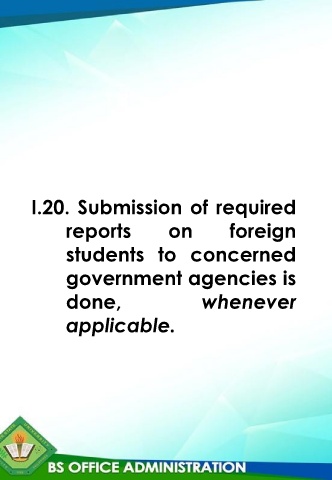 I.20. Submission of required
reports on foreign
students to concerned
government agencies is
done, whenever
applicable.
BS OFFICE ADMINISTRATION